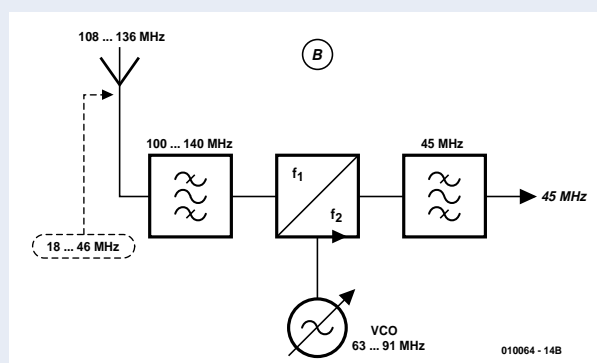 108 ... 136 MHz
B
100 ... 140 MHz
45 MHz
f1
f2
45 MHz
18 ... 46 MHz
VCO
63 ... 91 MHz
010064 - 14B